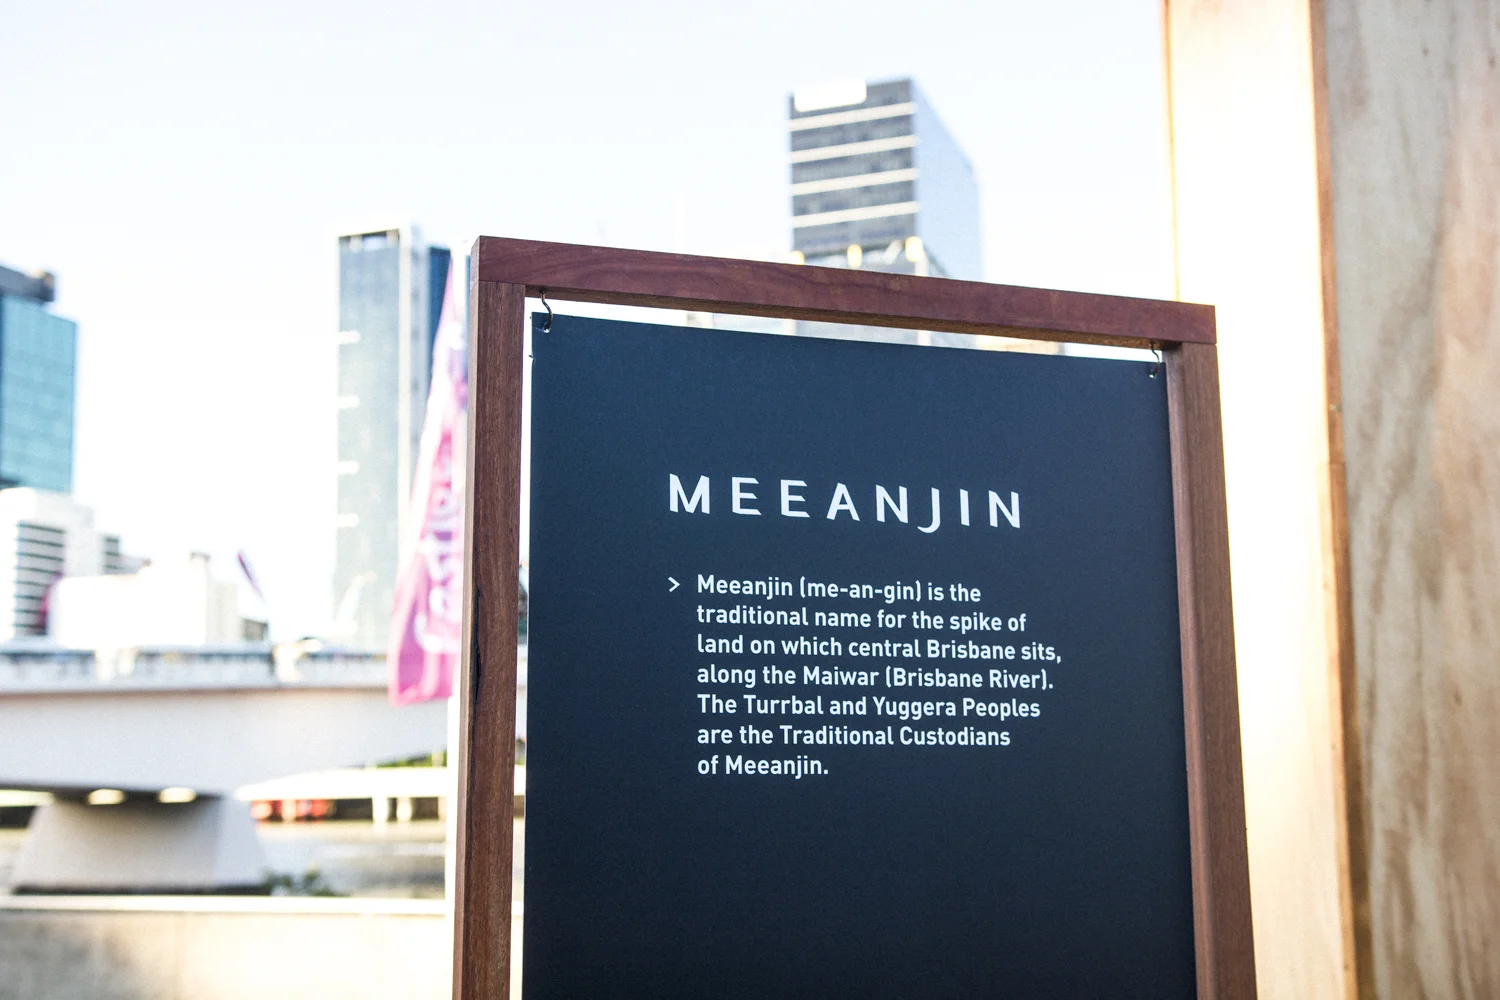 MEEANJIN
> Meeanjin (me-an-gin) is the
traditional name for the spike of
land on which central Brisbane sits,
along the Maiwar (Brisbane River).
The Turrbal and Yuggera Peoples
are the Traditional Custodians
of Meeanjin.